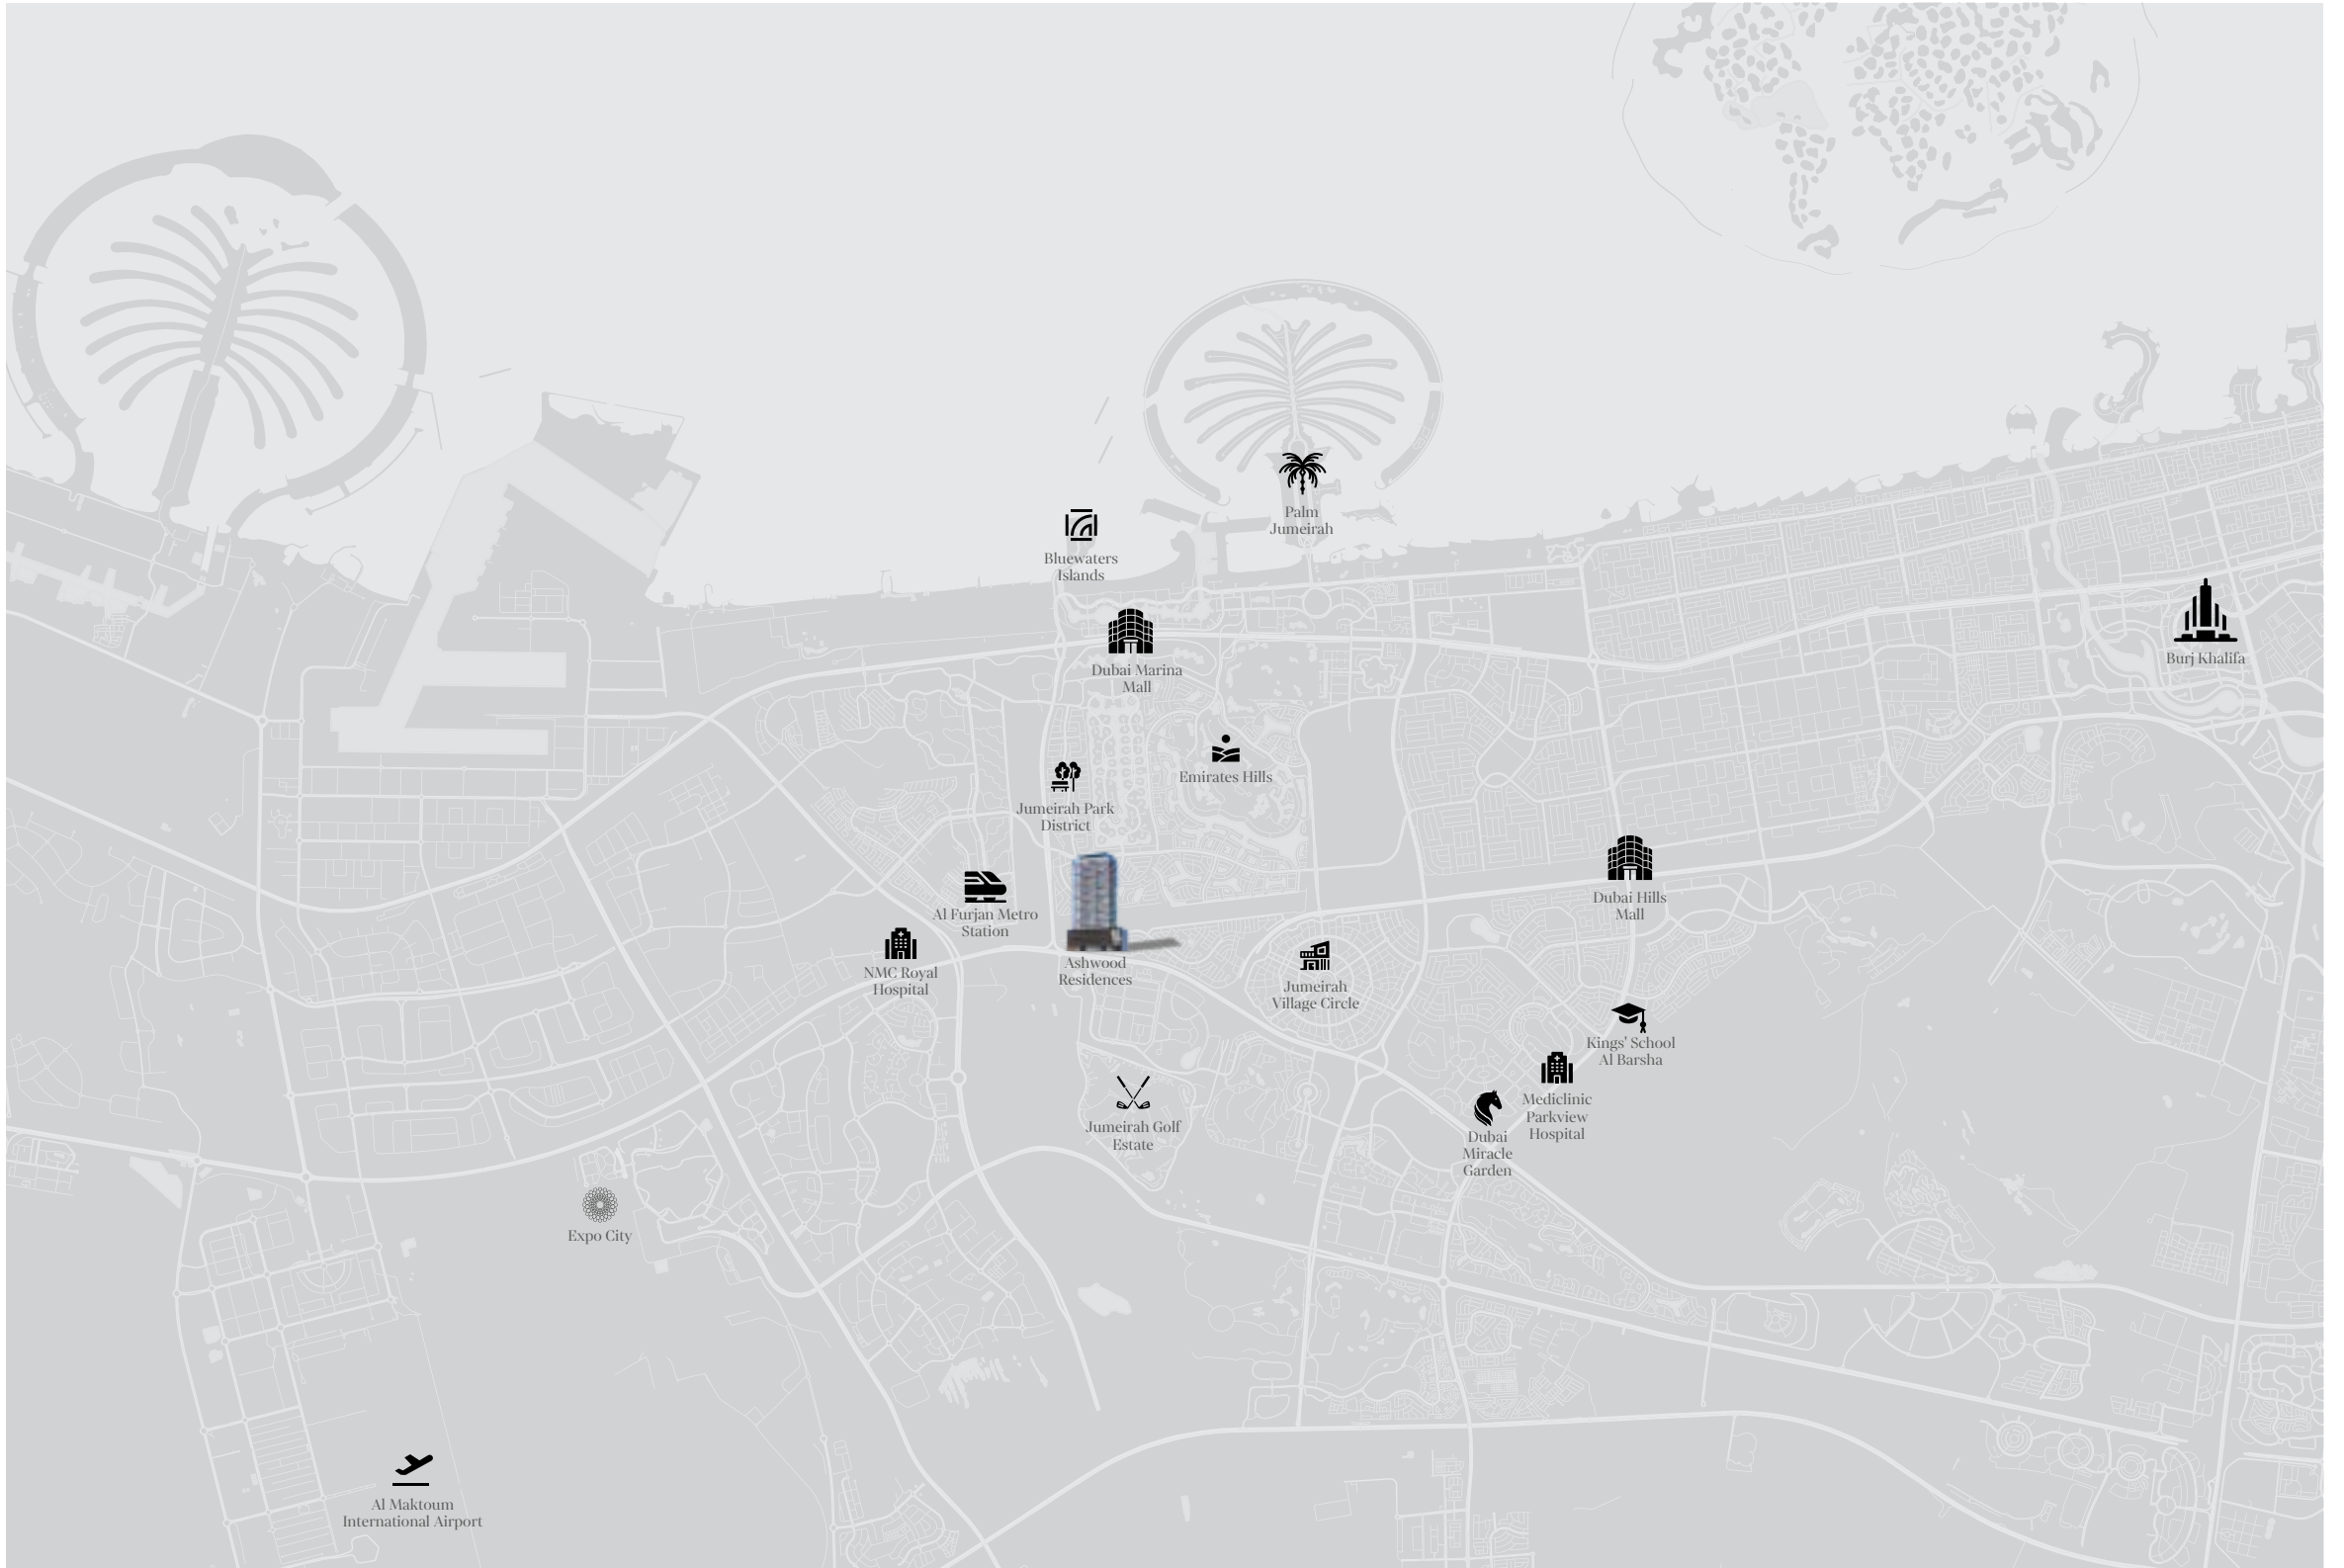 Palm
Jumeirah
Bluewaters
Islands
Burj Khalifa
Dubai Marina
Mall
Emirates Hills
Jumeirah Park
District
Dubai Hills
Mall
Al Furjan Metro
Station
NMC Royal
Hospital
Ashwood
Residences
Jumeirah
Village Circle
Kings' School
Al Barsha
Mediclinic
Parkview
Hospital
Jumeirah Golf
Estate
Dubai
Miracle
Garden
Expo City
Al Maktoum
International Airport